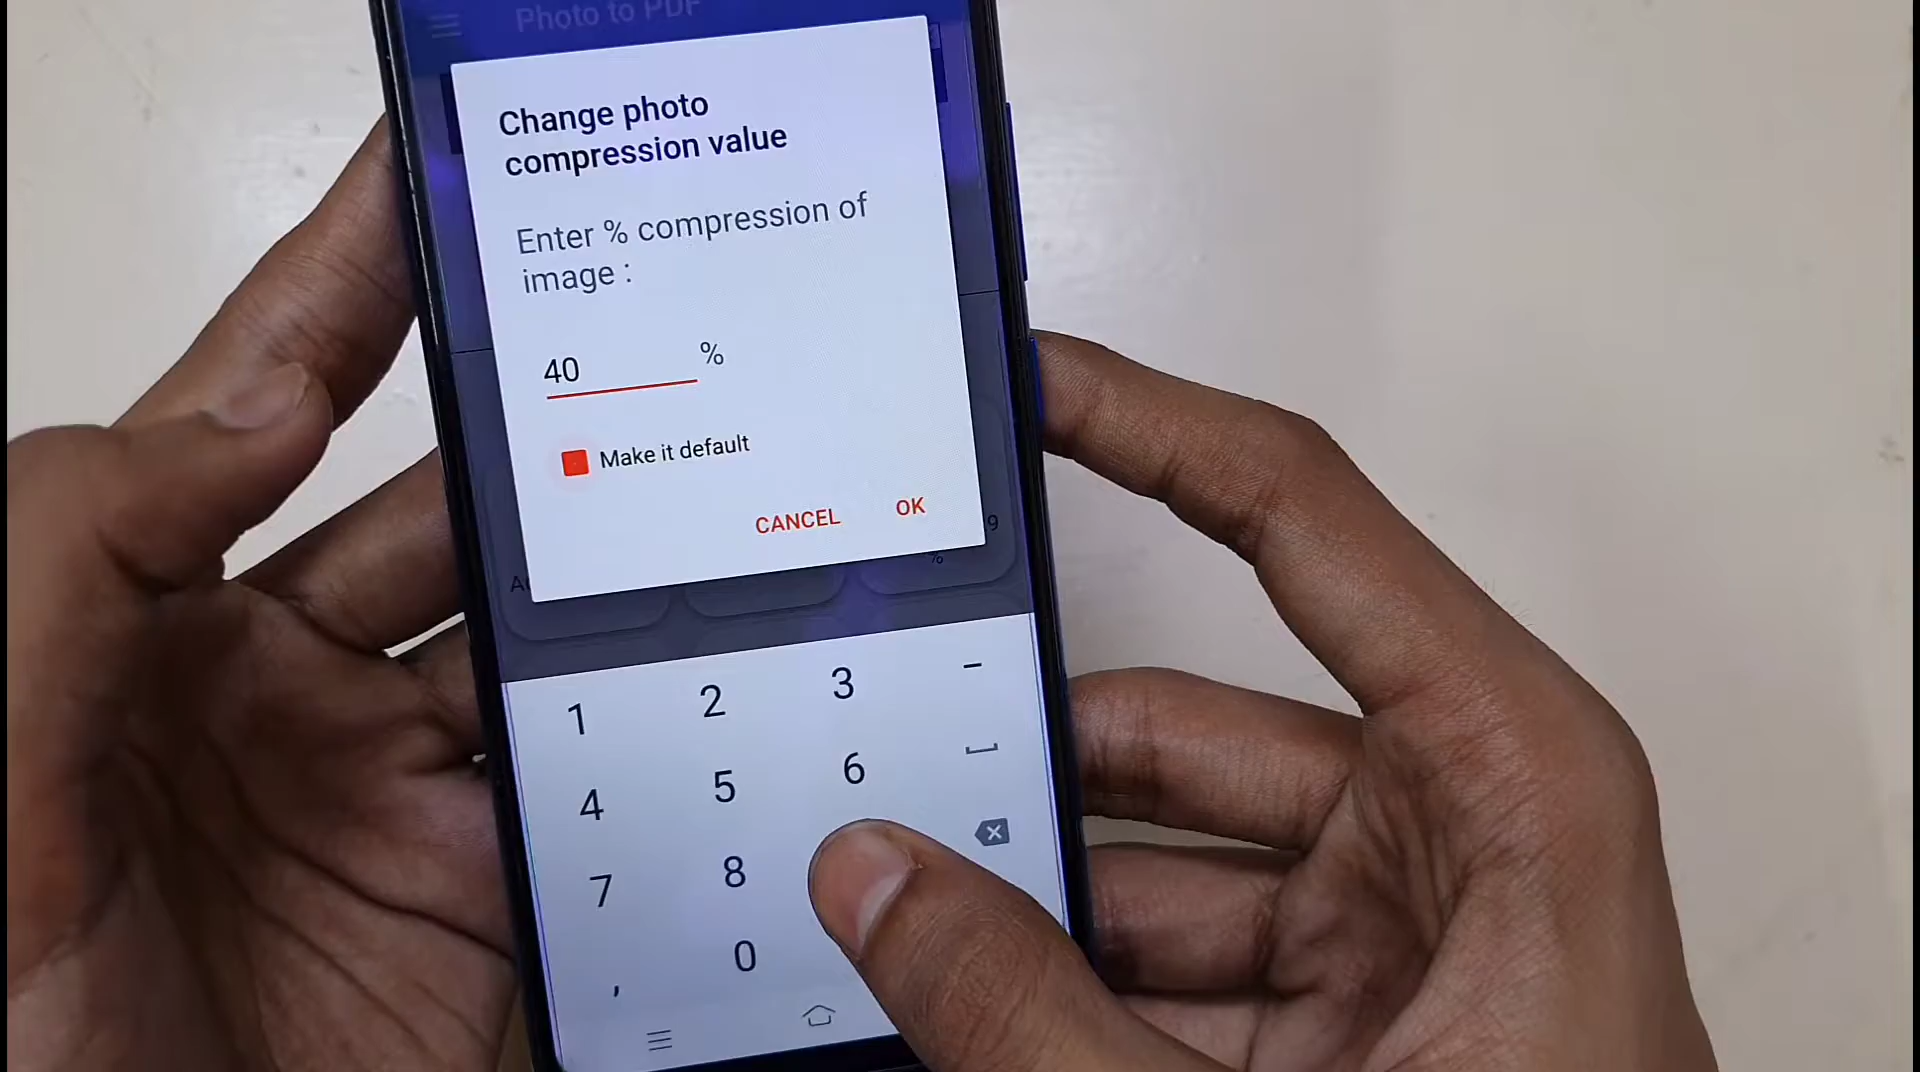 Photo to PDF
Change photo
compression value
Enter % compression of
image :
40 %
Make it default
CANCEL OK
9
%
1 2 3 -
4 5 6
7 8
, 0